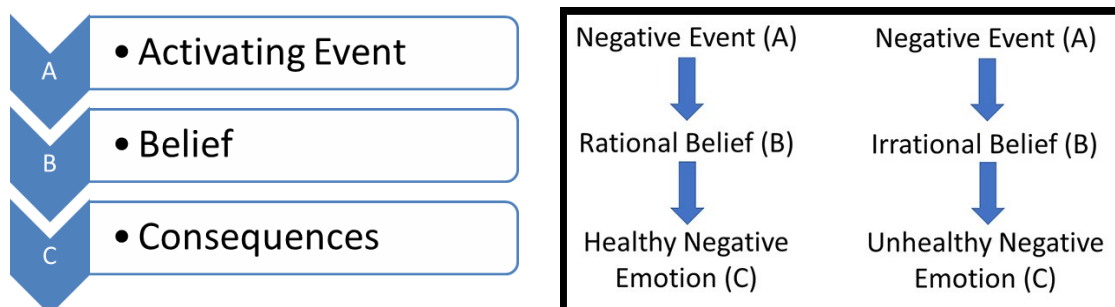 A
• Activating Event
B
• Belief
C
• Consequences
Negative Event (A)
Rational Belief (B)
Healthy Negative
Emotion (C)
Negative Event (A)
Irrational Belief (B)
Unhealthy Negative
Emotion (C)